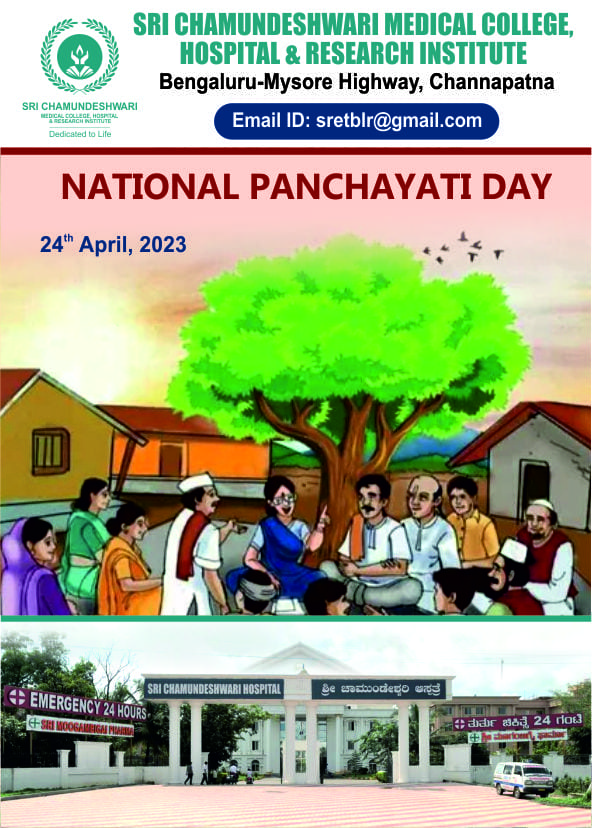 SRI CHAMUNDESHWARI MEDICAL COLLEGE,
HOSPITAL & RESEARCH INSTITUTE
Bengaluru-Mysore Highway, Channapatna
SRI CHAMUNDESHWARI
MEDICAL COLLEGE, HOSPITAL
& RESEARCH INSTITUTE
Dedicated to Life
Email ID: sretblr@gmail.com
NATIONAL PANCHAYATI DAY
24th April, 2023
SRI CHAMUNDESHWARI HOSPITAL
ಶ್ರೀ ಚಾಮುಂಡೇಶ್ವರಿ ಆಸ್ಪತ್ರೆ
EMERGENCY 24 HOURS
SRI MOOGAMBIGAI PHARMA
ತುರ್ತು ಚಿಕಿತ್ಸೆ 24 ಗಂಟೆ